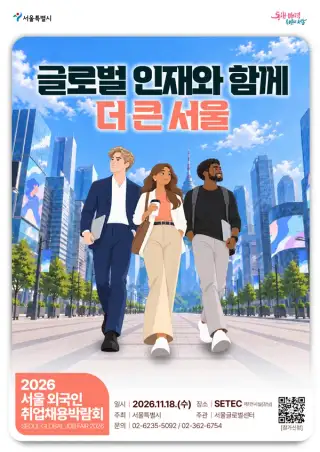 서울특별시
글로벌 인재와 함께
더 큰 서울
2026
서울 외국인
취업채용박람회
SEOUL GLOBAL JOB FAIR 2026
일시 | 2026.11.18.(수) 장소 | SETEC
주최 | 서울특별시 주관 | 서울글로벌센터
문의 | 02-6235-5092 / 02-362-6754